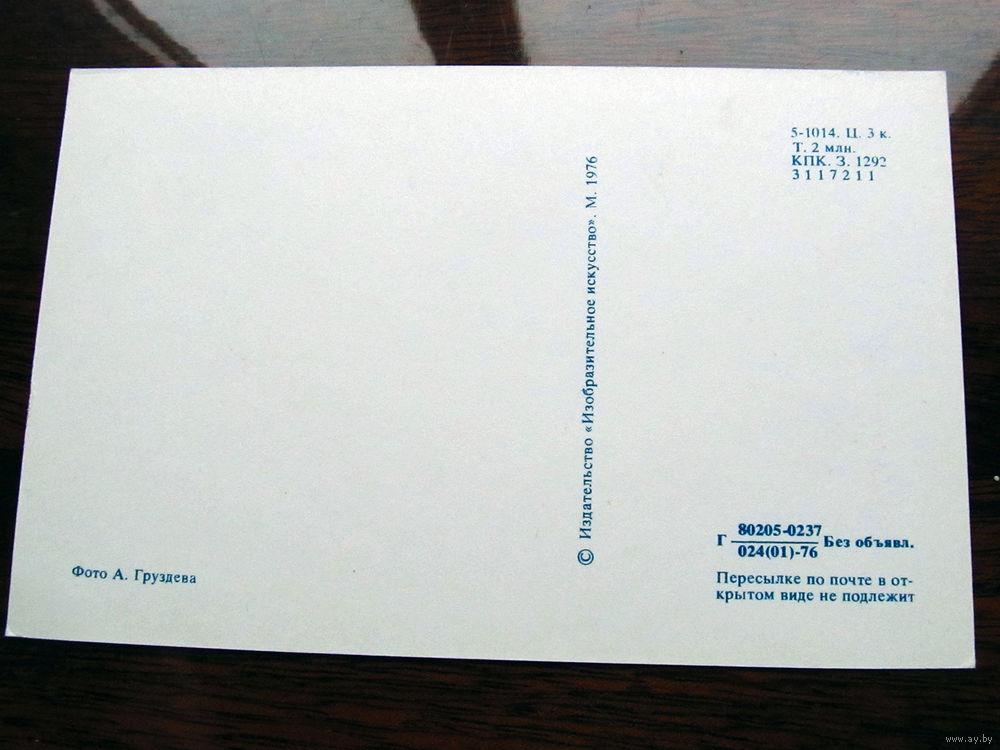 5-1014. Ц. 3 к.
Т. 2 млн.
КПК. З. 1292
3117211
© Издательство «Изобразительное искусство». М. 1976
Г 80205-0237 Без объявл.
024(01)-76
Пересылке по почте в от-
крытом виде не подлежит
Фото А. Груздева
www.ay.by